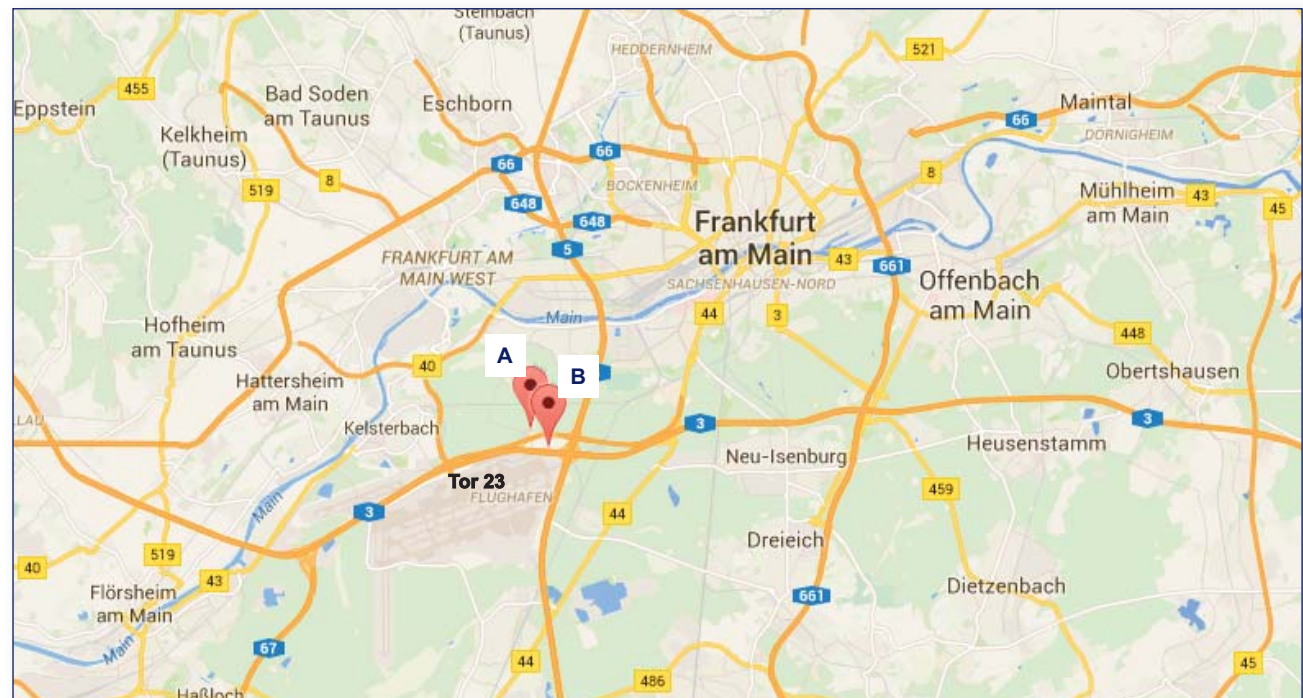 Steinbach
(Taunus)
HEDDERNHEIM
521
455
Eppstein
Bad Soden
am Taunus
Eschborn
Maintal
66
DÖRNIGHEIM
Kelkheim
(Taunus)
66
66
8
519
8
BOCKENHEIM
Mühlheim
am Main
43
45
648
648
Frankfurt
am Main
5
FRANKFURT AM
MAIN WEST
43
661
SACHSENHAUSEN-NORD
Offenbach
am Main
Hofheim
am Taunus
Main
44
3
448
A
B
40
Hattersheim
am Main
Obertshausen
LAU
Kelsterbach
3
3
Heusenstamm
Neu-Isenburg
Tor 23
FLUGHAFEN
459
Main
3
44
Dreieich
519
40
43
Flörsheim
am Main
661
Dietzenbach
Main
67
44
486
45
Haßloch